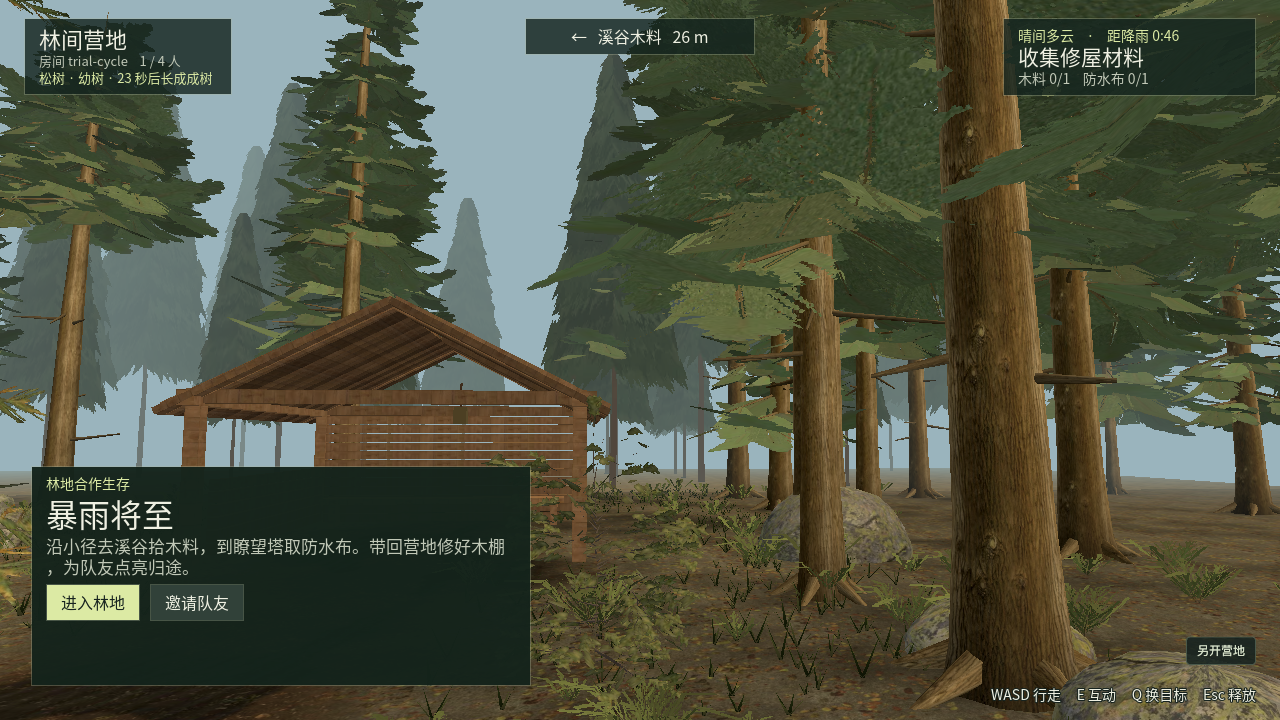 林间营地
房间 trial-cycle 1 / 4 人
松树 · 幼树 · 23 秒后长成成树
← 溪谷木料 26 m
晴间多云 · 距降雨 0:46
收集修屋材料
木料 0/1 防水布 0/1
林地合作生存
暴雨将至
沿小径去溪谷拾木料，到瞭望塔取防水布。带回营地修好木棚
，为队友点亮归途。
进入林地 邀请队友
另开营地
WASD 行走 E 互动 Q 换目标 Esc 释放